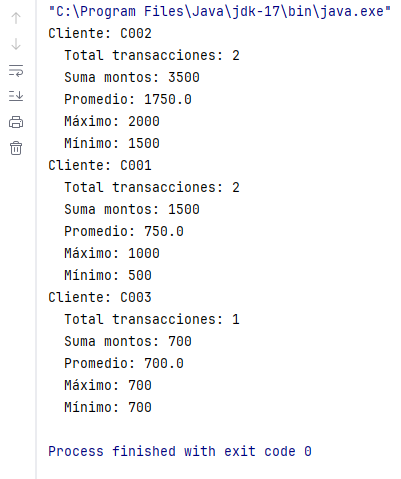 "C:\Program Files\Java\jdk-17\bin\java.exe"
Cliente: C002
  Total transacciones: 2
  Suma montos: 3500
  Promedio: 1750.0
  Máximo: 2000
  Mínimo: 1500
Cliente: C001
  Total transacciones: 2
  Suma montos: 1500
  Promedio: 750.0
  Máximo: 1000
  Mínimo: 500
Cliente: C003
  Total transacciones: 1
  Suma montos: 700
  Promedio: 700.0
  Máximo: 700
  Mínimo: 700
Process finished with exit code 0